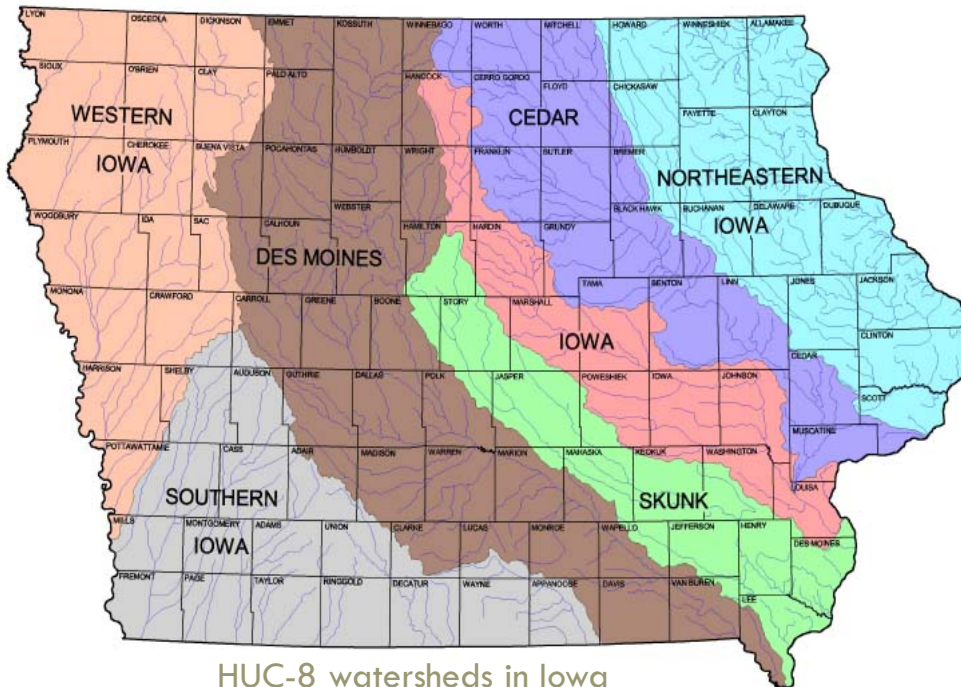 LYON OSCEOLA DICKINSON EMMET KOSSUTH WINNEBAGO WORTH MITCHELL HOWARD WINNESHIEK ALLAMAKEE
SIOUX O'BRIEN CLAY PALO ALTO HANCOCK CERRO GORDO FLOYD CHICKASAW
WESTERN CEDAR FAYETTE CLAYTON
PLYMOUTH CHEROKEE BUENA VISTA POCAHONTAS HUMBOLDT WRIGHT FRANKLIN BUTLER BREMER
IOWA NORTHEASTERN
WOODBURY IDA SAC CALHOUN WEBSTER HAMILTON HARDIN GRUNDY BLACK HAWK BUCHANAN DELAWARE DUBUQUE
DES MOINES IOWA
MONONA CRAWFORD CARROLL GREENE BOONE STORY MARSHALL TAMA BENTON LINN JONES JACKSON
IOWA CLINTON
CEDAR
HARRISON SHELBY AUDUBON GUTHRIE DALLAS POLK JASPER POWESHIEK IOWA JOHNSON SCOTT
MUSCATINE
POTTAWATTAMIE CASS ADAIR MADISON WARREN MARION MAHASKA KEOKUK WASHINGTON
LOUISA
SOUTHERN SKUNK
MILLS MONTGOMERY ADAMS UNION CLARKE LUCAS MONROE WAPELLO JEFFERSON HENRY
IOWA DES MOINES
FREMONT PAGE TAYLOR RINGGOLD DECATUR WAYNE APPANOOSE DAVIS VAN BUREN
LEE
HUC-8 watersheds in Iowa